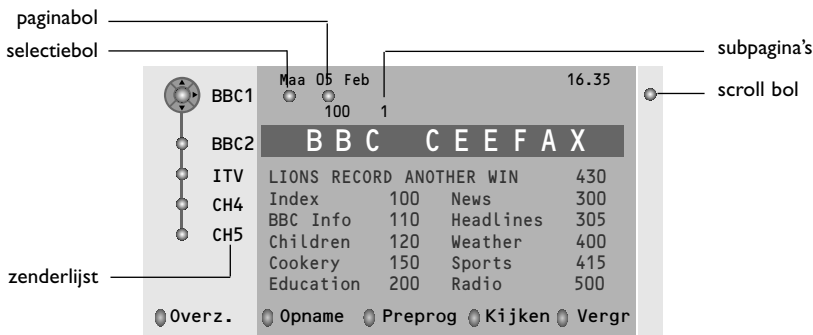 paginabol
selectiebol
subpagina's
scroll bol
zenderlijst
Maa 05 Feb 16.35
100 1
BBC1
BBC2
ITV
CH4
CH5
BBC CEEFAX
LIONS RECORD ANOTHER WIN 430
Index 100 News 300
BBC Info 110 Headlines 305
Children 120 Weather 400
Cookery 150 Sports 415
Education 200 Radio 500
Overz. Opname Preprog Kijken Vergr